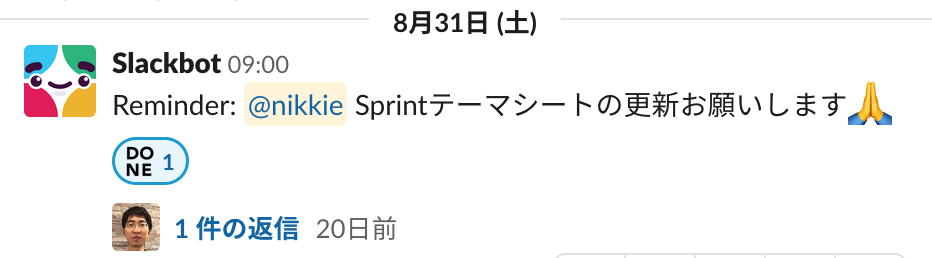 8月31日 (土)
Slackbot 09:00
Reminder: @nikkie Sprintテーマシートの更新お願いします🙏
DO
NE 1
1 件の返信 20日前